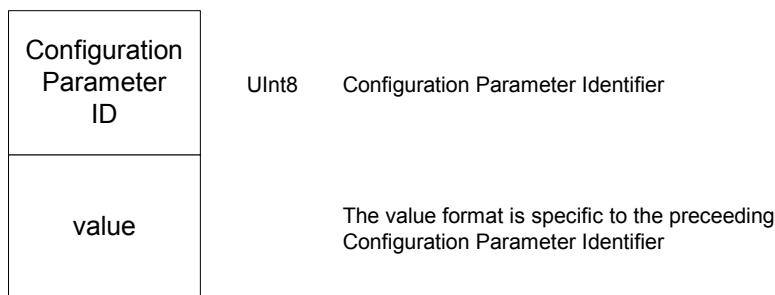 Configuration
Parameter
ID
UInt8
Configuration Parameter Identifier
value
The value format is specific to the preceeding
Configuration Parameter Identifier